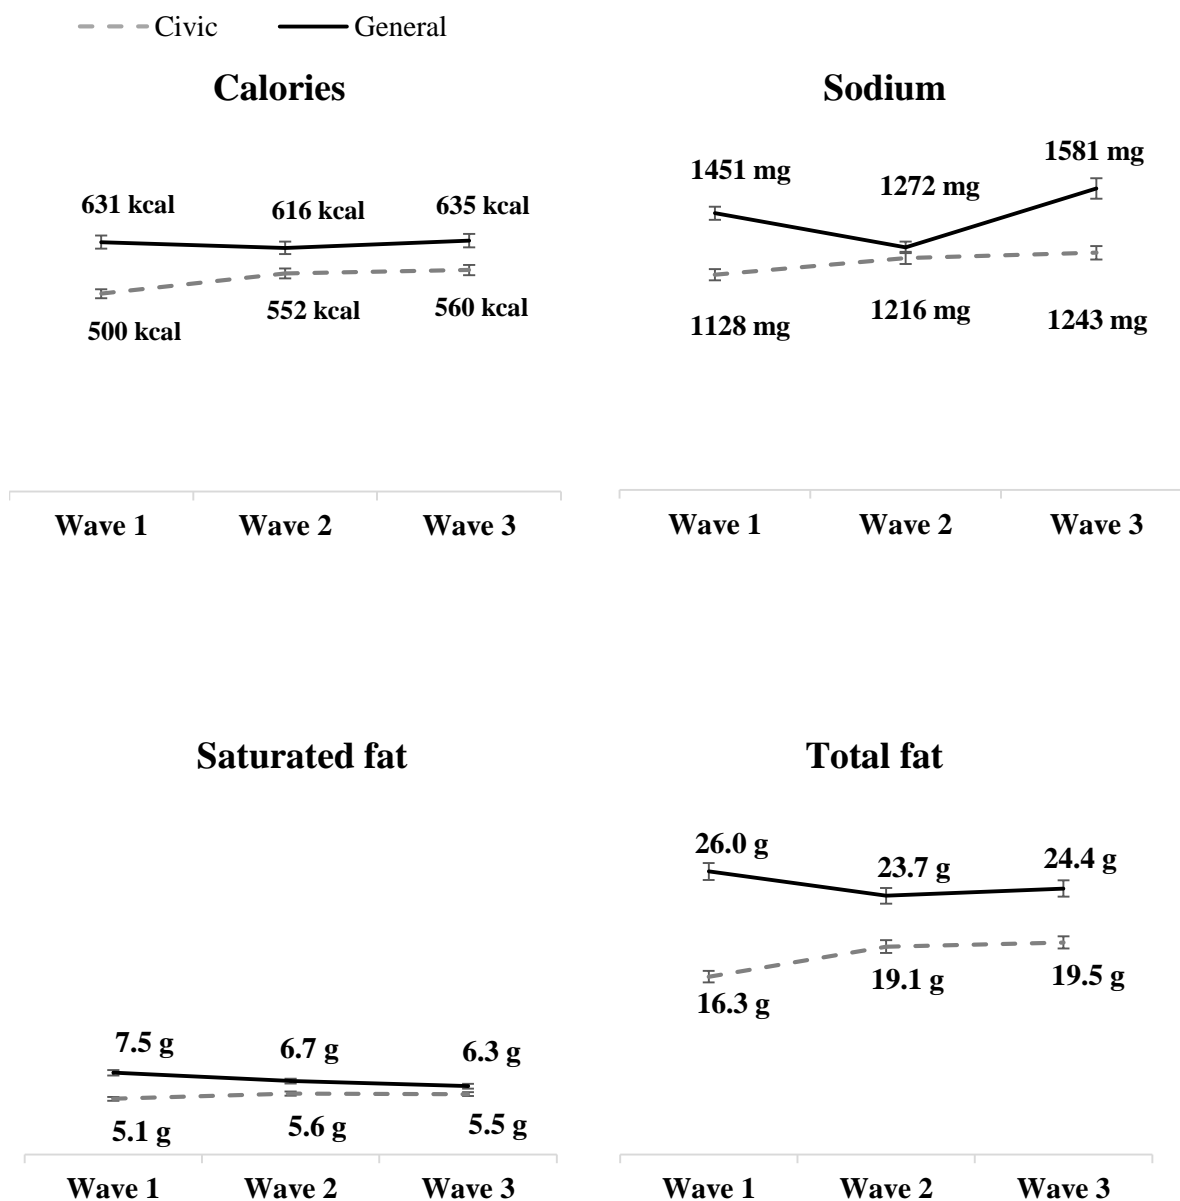 Civic General
Calories
631 kcal 616 kcal 635 kcal
500 kcal 552 kcal 560 kcal
Wave 1 Wave 2 Wave 3
Sodium
1451 mg 1272 mg 1581 mg
1128 mg 1216 mg 1243 mg
Wave 1 Wave 2 Wave 3
Saturated fat
7.5 g 6.7 g 6.3 g
5.1 g 5.6 g 5.5 g
Wave 1 Wave 2 Wave 3
Total fat
26.0 g 23.7 g 24.4 g
16.3 g 19.1 g 19.5 g
Wave 1 Wave 2 Wave 3